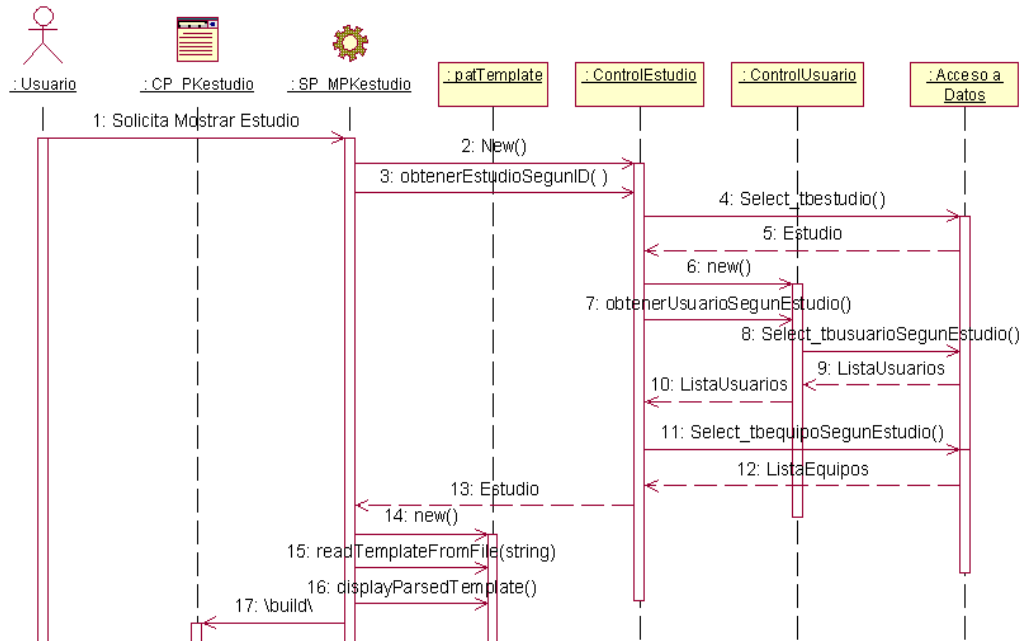 : Usuario
: CP_PKestudio
: SP_MPKestudio
: patTemplate
: ControlEstudio
: ControlUsuario
: Acceso a
Datos
1: Solicita Mostrar Estudio
2: New()
3: obtenerEstudioSegunID( )
4: Select_tbestudio()
5: Estudio
6: new()
7: obtenerUsuarioSegunEstudio()
8: Select_tbusuarioSegunEstudio()
9: ListaUsuarios
10: ListaUsuarios
11: Select_tbequipoSegunEstudio()
12: ListaEquipos
13: Estudio
14: new()
15: readTemplateFromFile(string)
16: displayParsedTemplate()
17: \build\